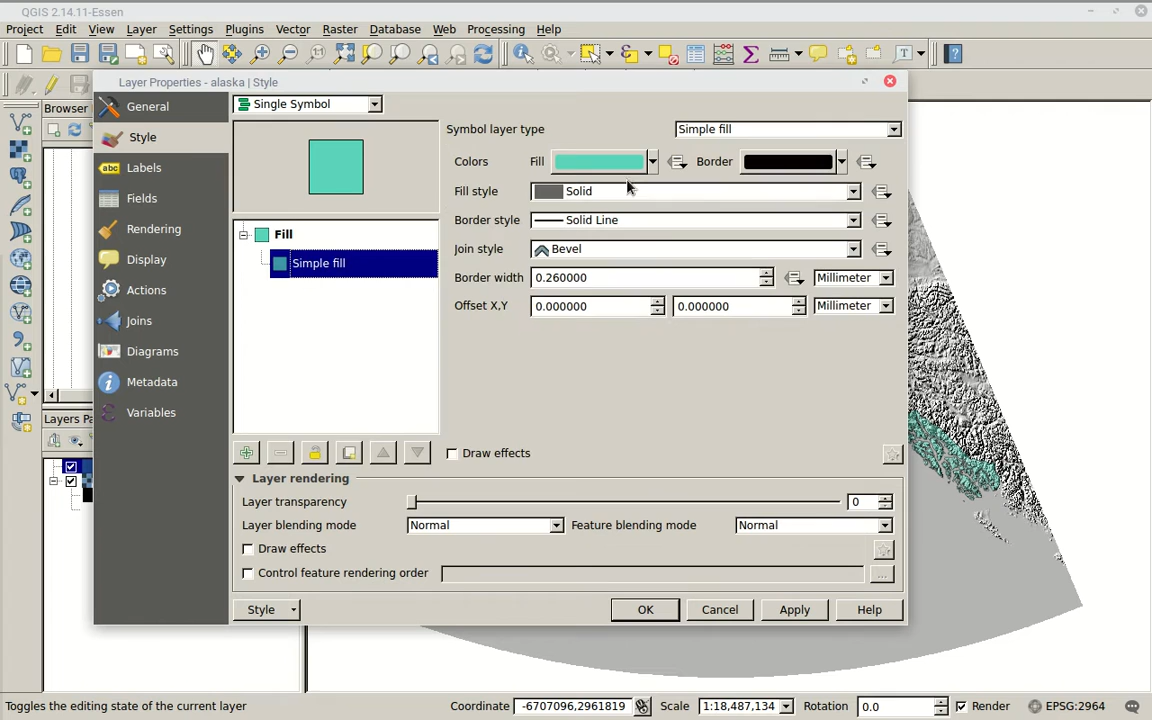 QGIS 2.14.11-Essen
Project Edit View Layer Settings Plugins Vector Raster Database Web Processing Help
Layer Properties - alaska | Style
Browser
General
Style
Labels
Fields
Rendering
Display
Actions
Joins
Diagrams
Metadata
Variables
Single Symbol
Fill
Simple fill
Symbol layer type Simple fill
Colors Fill Border
Fill style Solid
Border style Solid Line
Join style Bevel
Border width 0.260000 Millimeter
Offset X,Y 0.000000 0.000000 Millimeter
Layers Pa
Draw effects
Layer rendering
Layer transparency 0
Layer blending mode Normal Feature blending mode Normal
Draw effects
Control feature rendering order ...
Style OK Cancel Apply Help
Toggles the editing state of the current layer Coordinate -6707096,2961819 Scale 1:18,487,134 Rotation 0.0 Render EPSG:2964